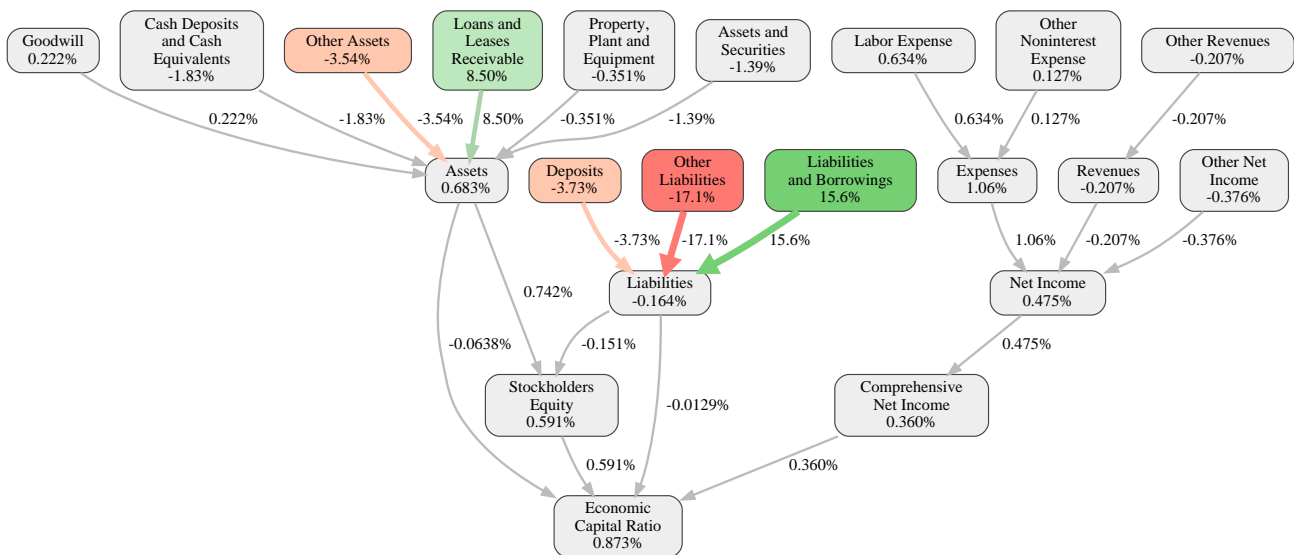 Goodwill
0.222%
Cash Deposits
and Cash
Equivalents
-1.83%
Other Assets
-3.54%
Loans and
Leases
Receivable
8.50%
Property,
Plant and
Equipment
-0.351%
Assets and
Securities
-1.39%
Labor Expense
0.634%
Other
Noninterest
Expense
0.127%
Other Revenues
-0.207%
0.222%
-1.83%
-3.54%
8.50%
-0.351%
-1.39%
0.634%
0.127%
-0.207%
Assets
0.683%
Deposits
-3.73%
Other
Liabilities
-17.1%
Liabilities
and Borrowings
15.6%
Expenses
1.06%
Revenues
-0.207%
Other Net
Income
-0.376%
-3.73%
-17.1%
15.6%
1.06%
-0.207%
-0.376%
0.742%
Liabilities
-0.164%
Net Income
0.475%
-0.0638%
-0.151%
0.475%
Stockholders
Equity
0.591%
-0.0129%
Comprehensive
Net Income
0.360%
0.591%
0.360%
Economic
Capital Ratio
0.873%